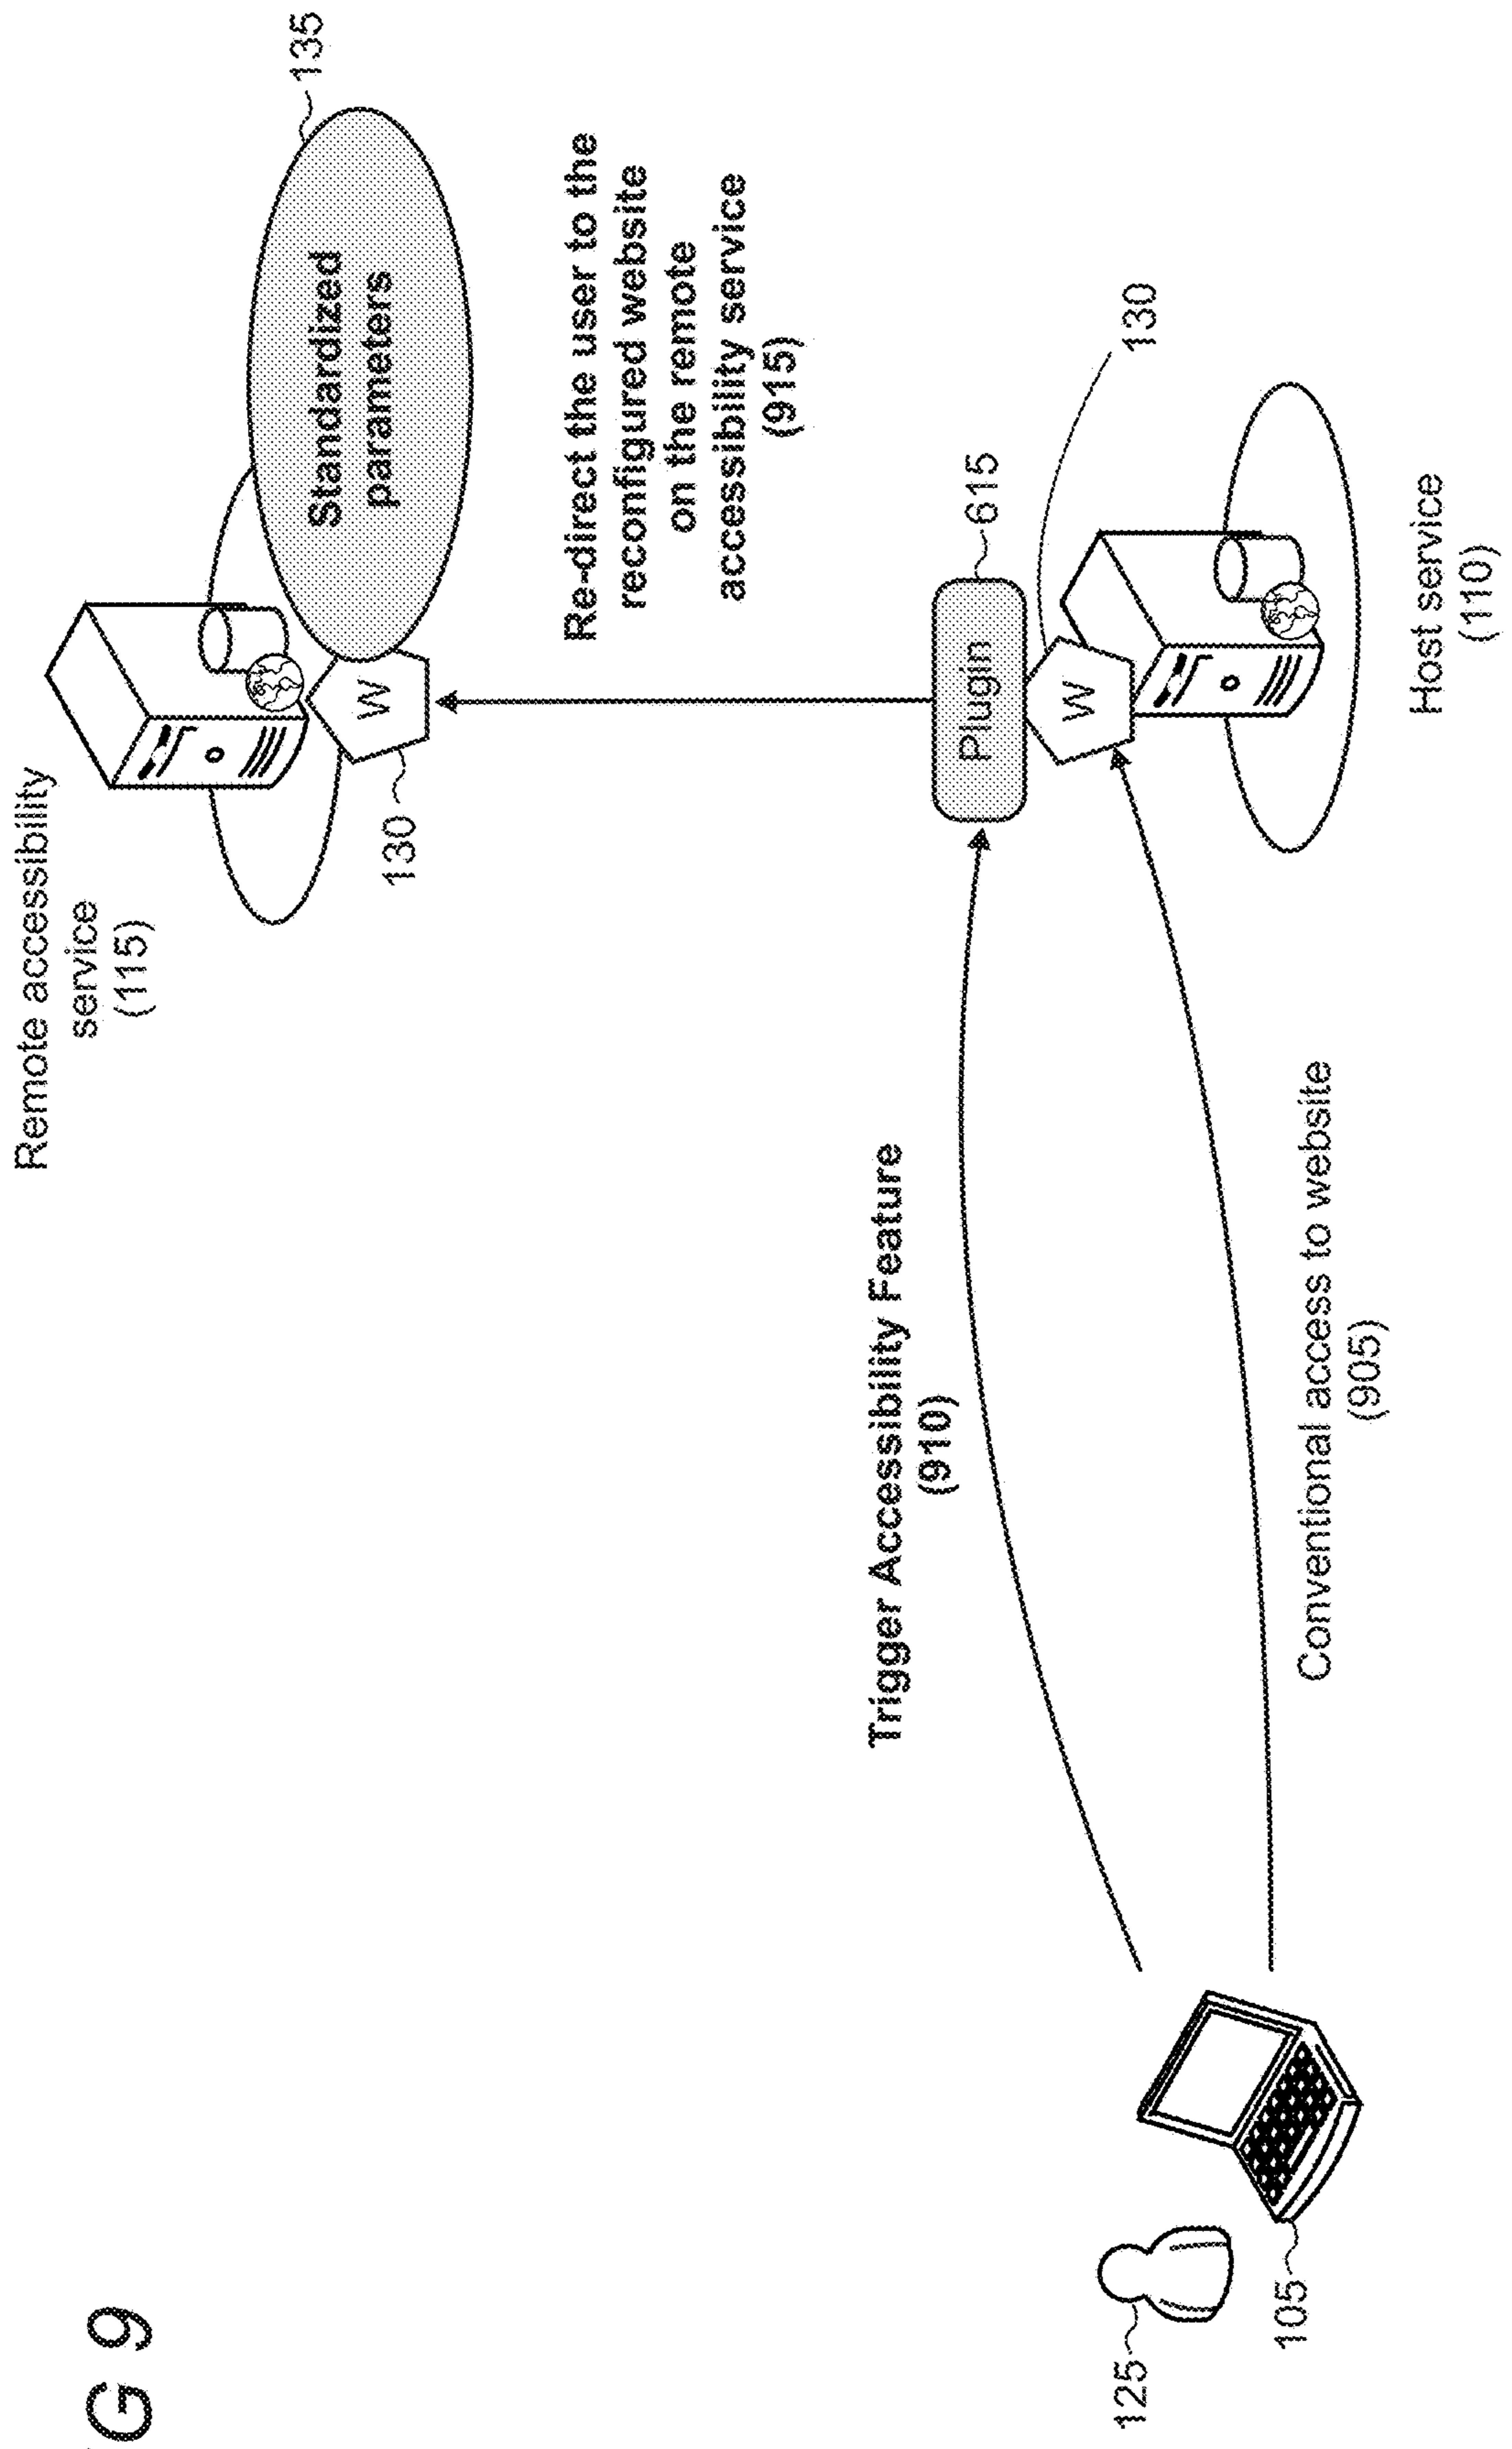 G 9
Remote accessibility
service
(115)
Standardized
parameters
135
W
130
Re-direct the user to the
reconfigured website
on the remote
accessibility service
(915)
Trigger Accessibility Feature
(910)
Plugin
615
W
130
Conventional access to website
(905)
Host service
(110)
125
105